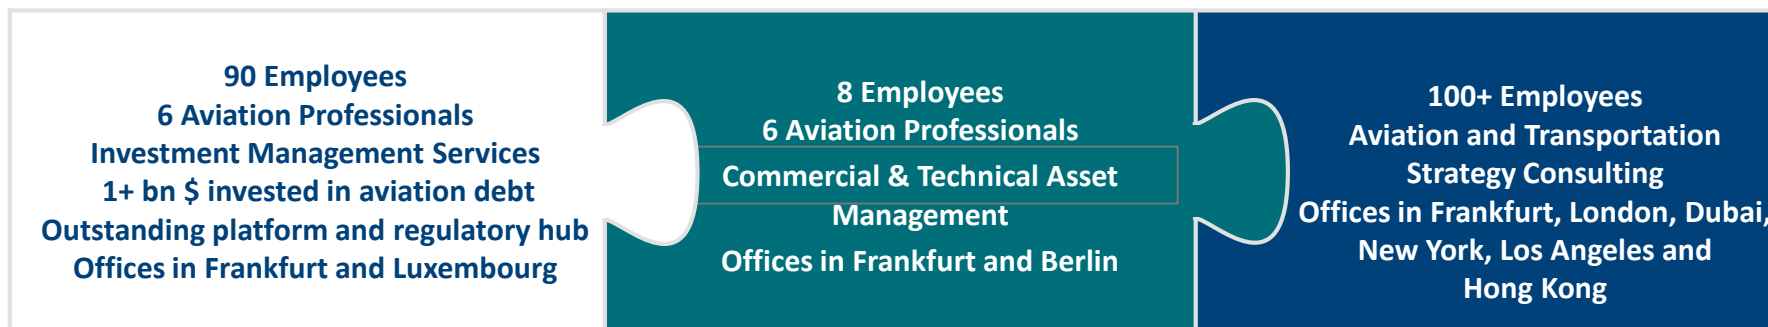 90 Employees
6 Aviation Professionals
Investment Management Services
1+ bn $ invested in aviation debt
Outstanding platform and regulatory hub
Offices in Frankfurt and Luxembourg
8 Employees
6 Aviation Professionals
Commercial & Technical Asset
Management
Offices in Frankfurt and Berlin
100+ Employees
Aviation and Transportation
Strategy Consulting
Offices in Frankfurt, London, Dubai,
New York, Los Angeles and
Hong Kong